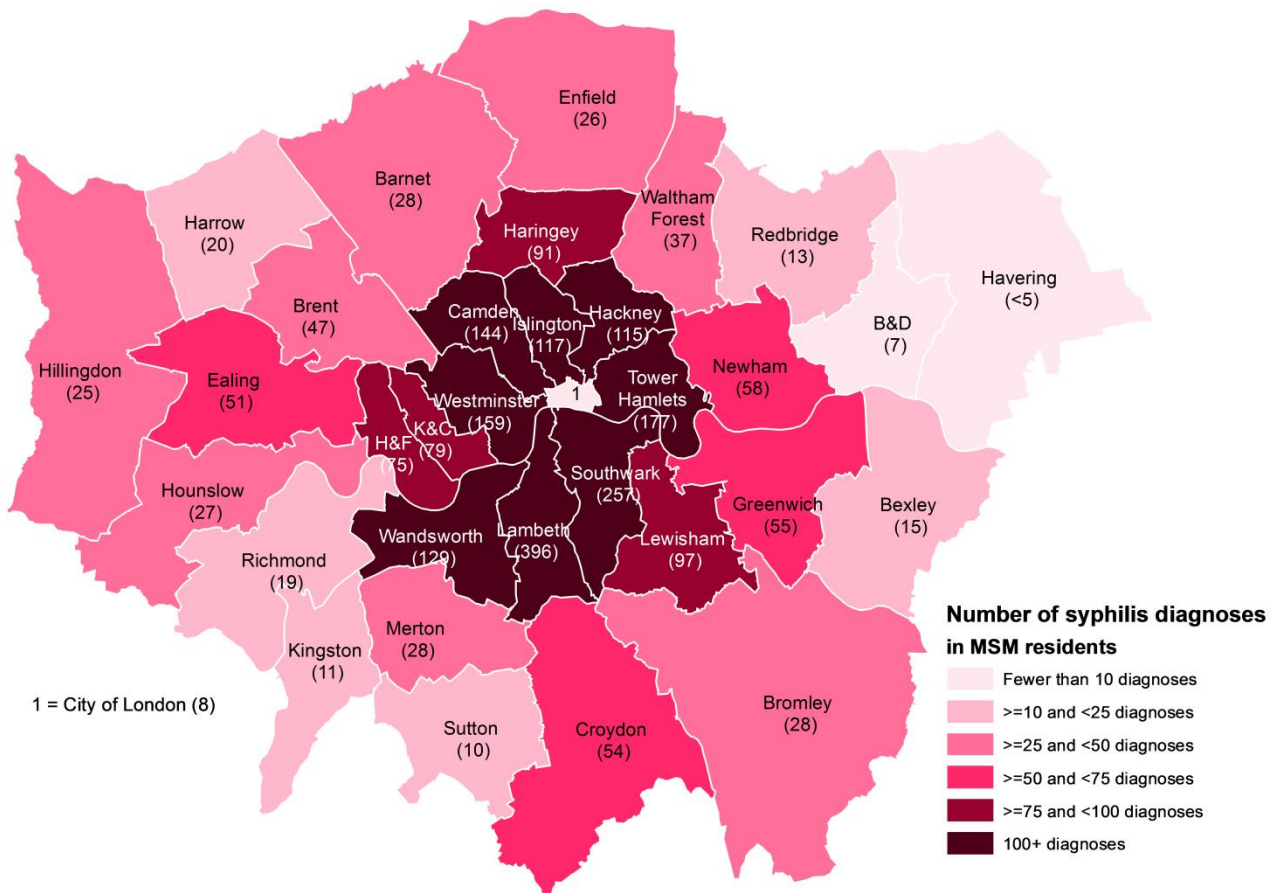 Enfield
(26)
Barnet
(28)
Waltham
Forest
(37)
Harrow
(20)
Haringey
(91)
Redbridge
(13)
Havering
(<5)
Brent
(47)
Camden
(144)
Islington
(117)
Hackney
(115)
B&D
(7)
Hillingdon
(25)
Ealing
(51)
Newham
(58)
Westminster
(159)
1
Tower
Hamlets
(177)
H&F
(75)
K&C
(79)
Southwark
(257)
Hounslow
(27)
Greenwich
(55)
Bexley
(15)
Wandsworth
(129)
Lambeth
(396)
Lewisham
(97)
Richmond
(19)
Merton
(28)
Kingston
(11)
Sutton
(10)
Croydon
(54)
Bromley
(28)
1 = City of London (8)
Number of syphilis diagnoses
in MSM residents
Fewer than 10 diagnoses
>=10 and <25 diagnoses
>=25 and <50 diagnoses
>=50 and <75 diagnoses
>=75 and <100 diagnoses
100+ diagnoses